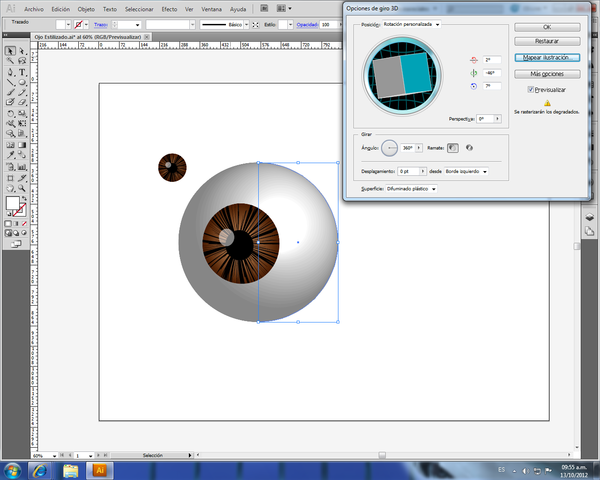 Ai Archivo Edición Objeto Texto Seleccionar Efecto Ver Ventana Ayuda Br
Trazado Trazo: Básico Estilo: Opacidad: 100
Ojo Estilizado.ai* al 60% (RGB/Previsualizar)
216 144 72 0 72 144 216 288 360 432 504 576
Opciones de giro 3D
Posición: Rotación personalizada
2°
-46°
7°
Perspectiva: 0°
Girar
Ángulo: 360° Remate:
Desplazamiento: 0 pt desde Borde izquierdo
Superficie: Difuminado plástico
OK
Restaurar
Mapear ilustración...
Más opciones
Previsualizar
Se rasterizarán los degradados.
60% 1 Selección
Ai ES 09:55 a.m.
13/10/2012